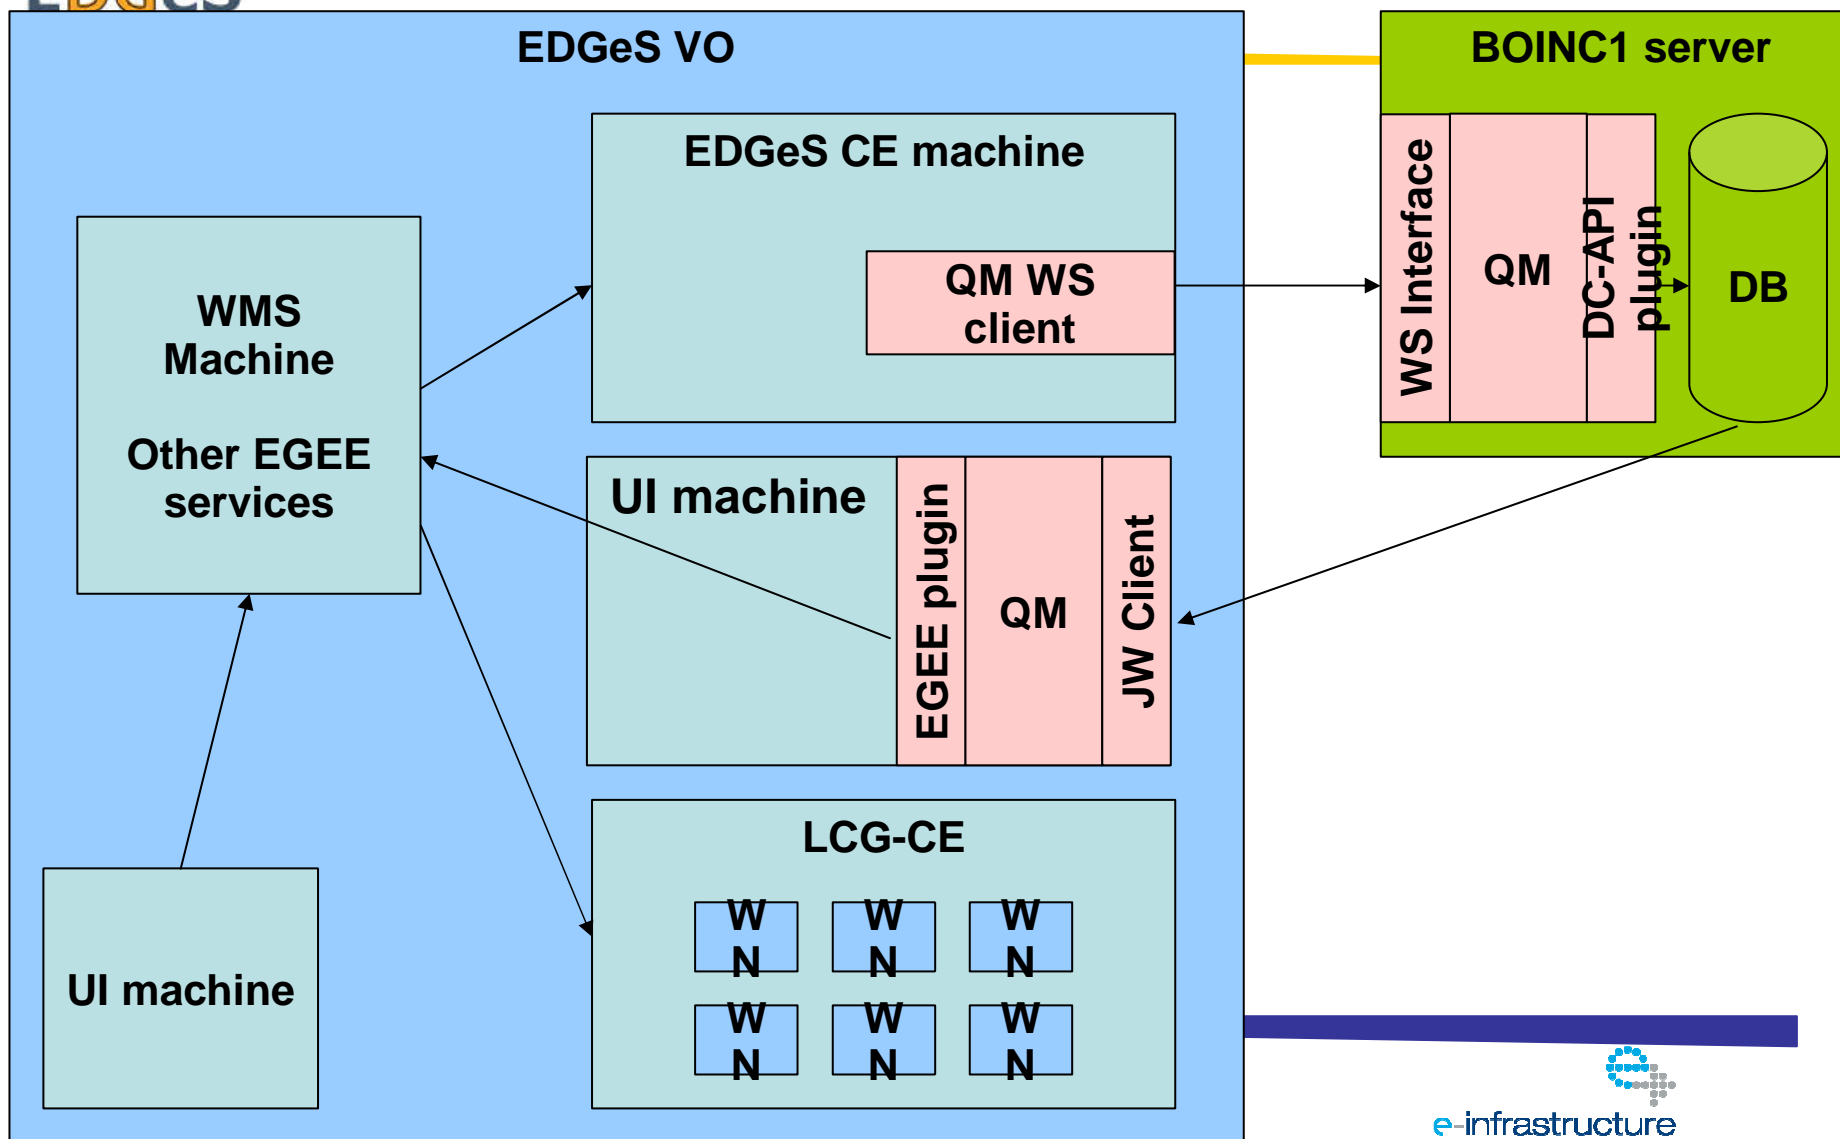 EDGeS
EDGeS VO
BOINC1 server
EDGeS CE machine
QM WS
client
WS Interface
QM
DC-API
plugin
DB
WMS
Machine
Other EGEE
services
UI machine
EGEE plugin
QM
JW Client
LCG-CE
W
N
W
N
W
N
W
N
W
N
W
N
UI machine
e-infrastructure